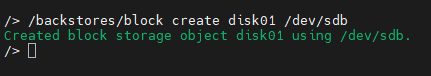 /> /backstores/block create disk01 /dev/sdb
Created block storage object disk01 using /dev/sdb.
/>